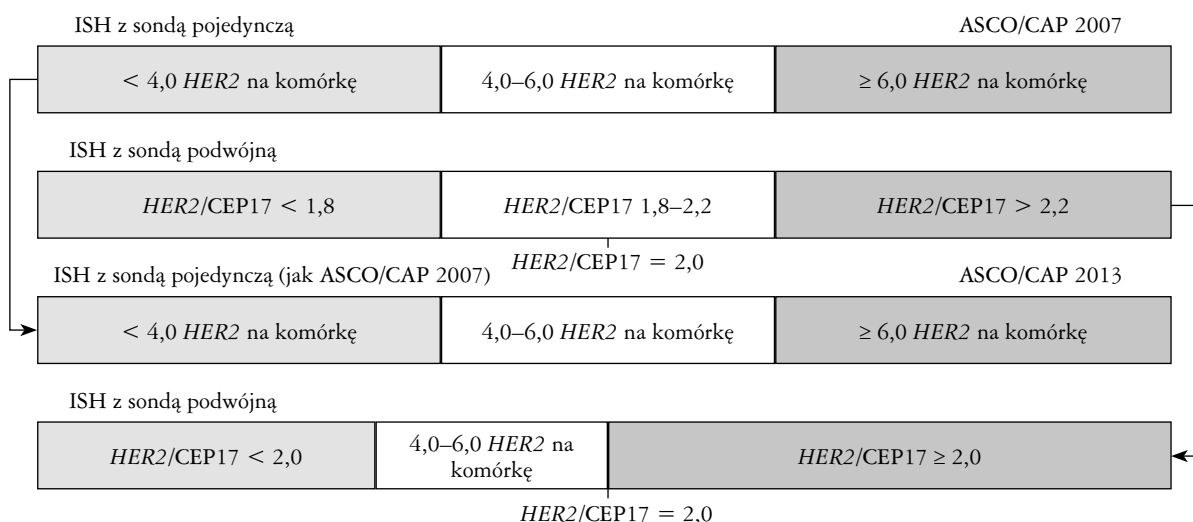 ISH z sondą pojedynczą ASCO/CAP 2007
< 4,0 HER2 na komórkę 4,0–6,0 HER2 na komórkę ≥ 6,0 HER2 na komórkę
ISH z sondą podwójną
HER2/CEP17 < 1,8 HER2/CEP17 1,8–2,2 HER2/CEP17 > 2,2
HER2/CEP17 = 2,0
ISH z sondą pojedynczą (jak ASCO/CAP 2007) ASCO/CAP 2013
< 4,0 HER2 na komórkę 4,0–6,0 HER2 na komórkę ≥ 6,0 HER2 na komórkę
ISH z sondą podwójną
HER2/CEP17 < 2,0 4,0–6,0 HER2 na
komórkę HER2/CEP17 ≥ 2,0
HER2/CEP17 = 2,0